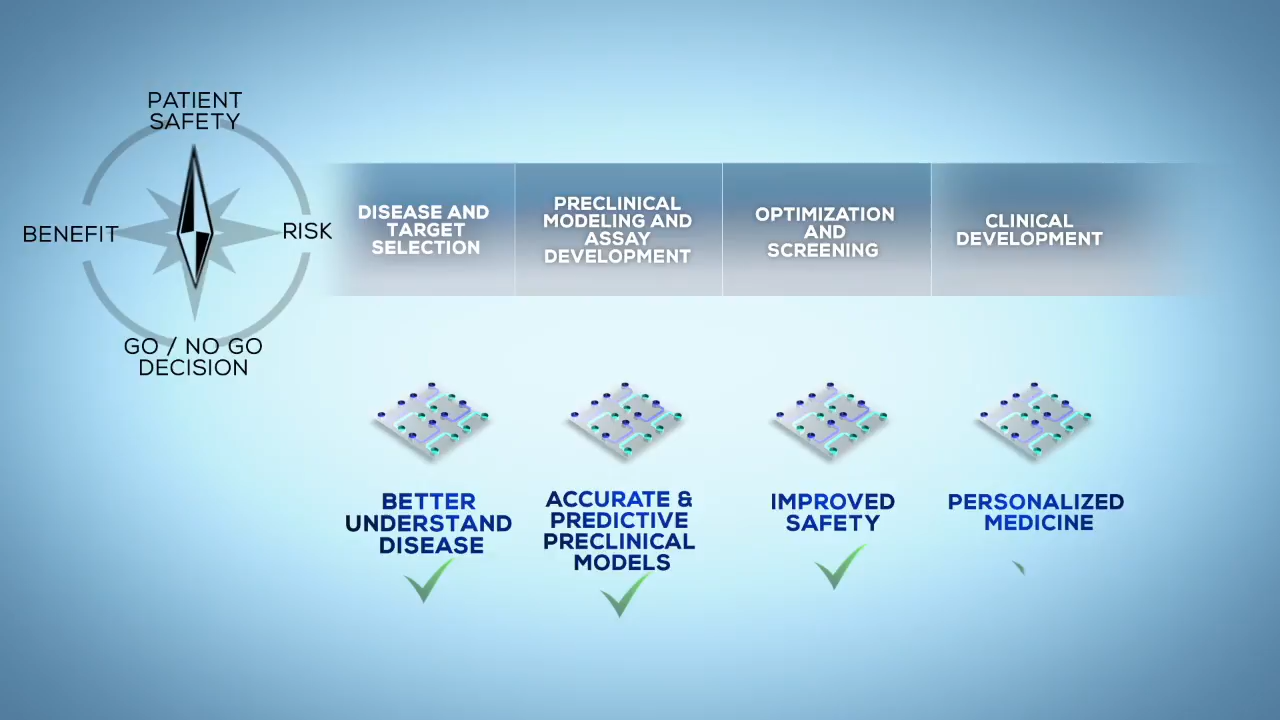 PATIENT
SAFETY
BENEFIT
RISK
GO / NO GO
DECISION
DISEASE AND
TARGET
SELECTION
PRECLINICAL
MODELING AND
ASSAY
DEVELOPMENT
OPTIMIZATION
AND
SCREENING
CLINICAL
DEVELOPMENT
BETTER
UNDERSTAND
DISEASE
ACCURATE &
PREDICTIVE
PRECLINICAL
MODELS
IMPROVED
SAFETY
PERSONALIZED
MEDICINE